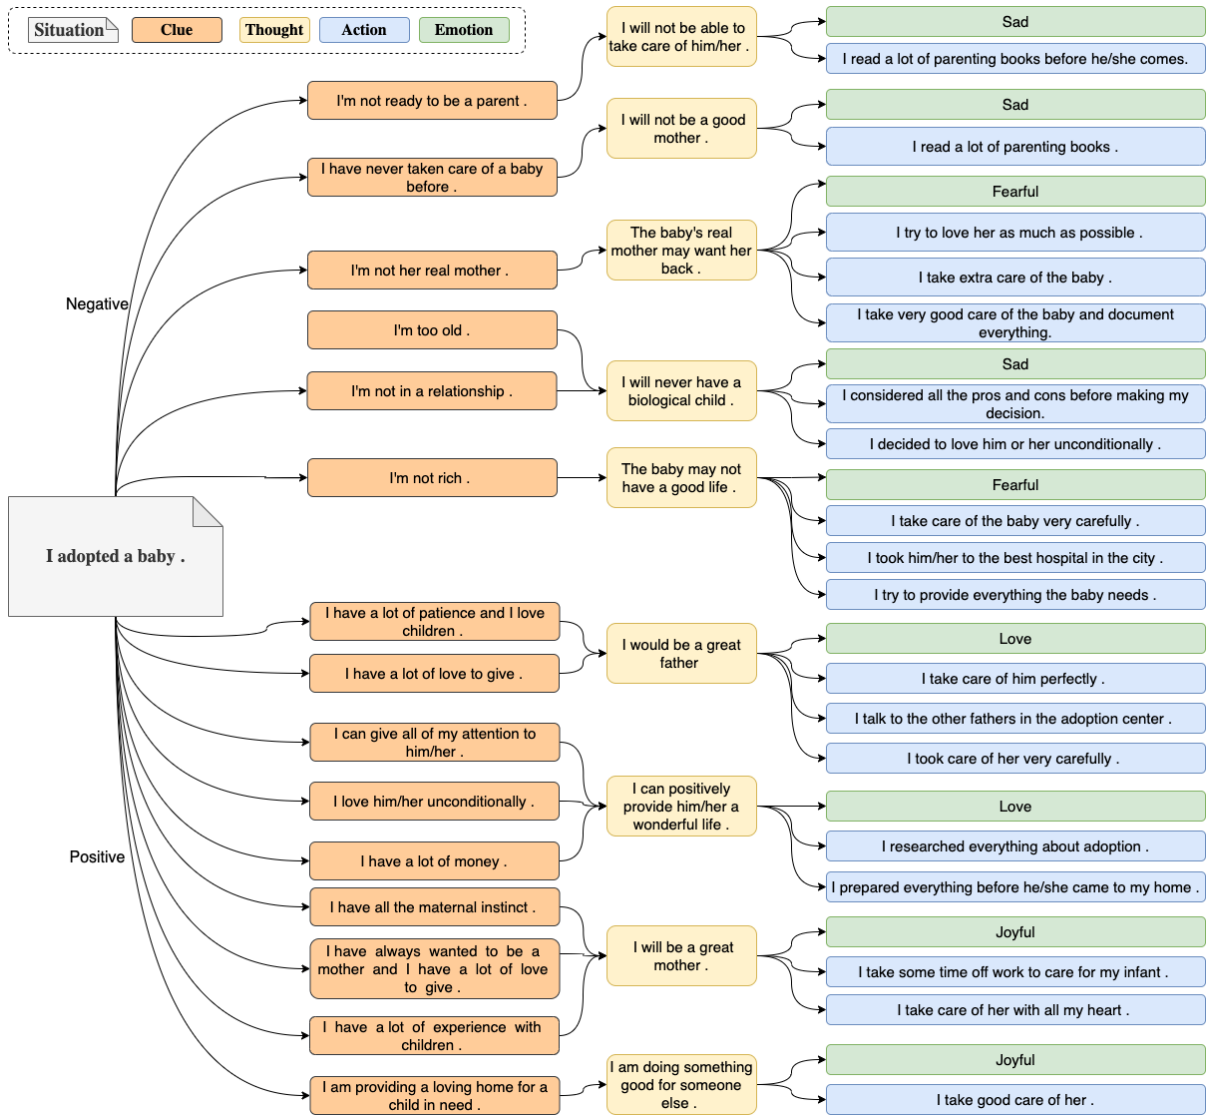 Situation
Clue
Thought
Action
Emotion
Negative
Positive
I adopted a baby .
I'm not ready to be a parent .
I have never taken care of a baby
before .
I'm not her real mother .
I'm too old .
I'm not in a relationship .
I'm not rich .
I have a lot of patience and I love
children .
I have a lot of love to give .
I can give all of my attention to
him/her .
I love him/her unconditionally .
I have a lot of money .
I have all the maternal instinct .
I have always wanted to be a
mother and I have a lot of love
to give .
I have a lot of experience with
children .
I am providing a loving home for a
child in need .
I will not be able to
take care of him/her .
I will not be a good
mother .
The baby's real
mother may want her
back .
I will never have a
biological child .
The baby may not
have a good life .
I would be a great
father
I can positively
provide him/her a
wonderful life .
I will be a great
mother .
I am doing something
good for someone
else .
Sad
I read a lot of parenting books before he/she comes.
Sad
I read a lot of parenting books .
Fearful
I try to love her as much as possible .
I take extra care of the baby .
I take very good care of the baby and document
everything.
Sad
I considered all the pros and cons before making my
decision.
I decided to love him or her unconditionally .
Fearful
I take care of the baby very carefully .
I took him/her to the best hospital in the city .
I try to provide everything the baby needs .
Love
I take care of him perfectly .
I talk to the other fathers in the adoption center .
I took care of her very carefully .
Love
I researched everything about adoption .
I prepared everything before he/she came to my home .
Joyful
I take some time off work to care for my infant .
I take care of her with all my heart .
Joyful
I take good care of her .